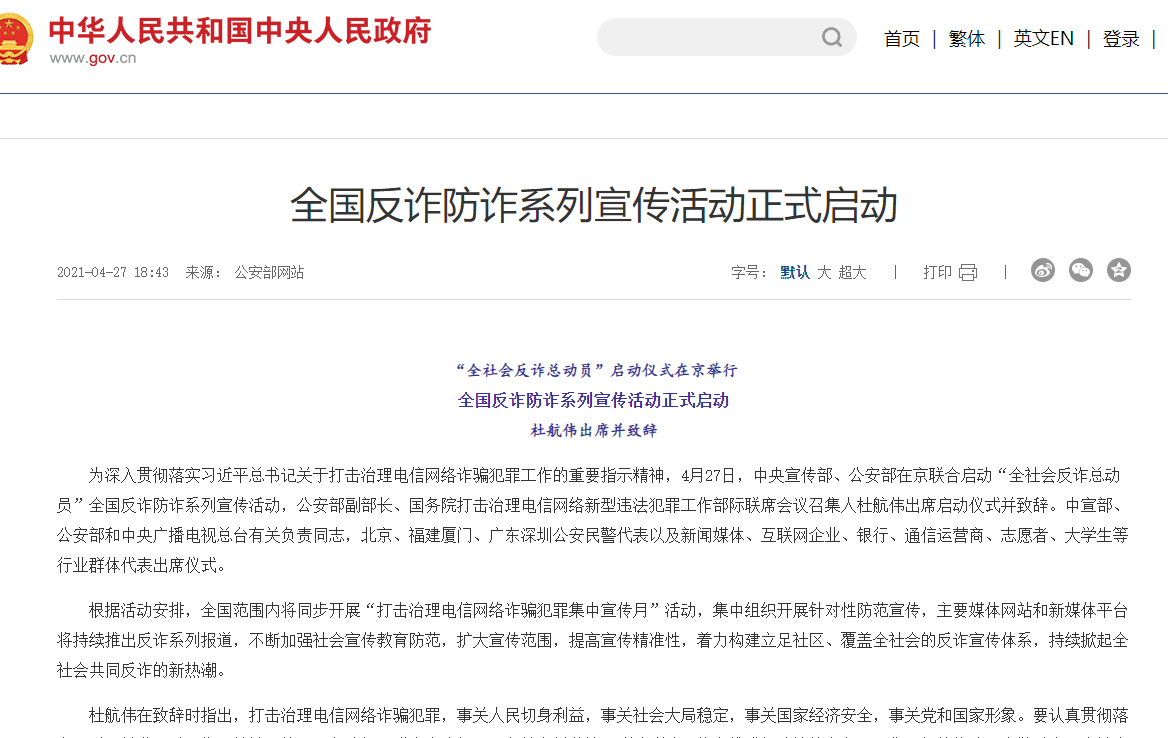 中华人民共和国中央人民政府
www.gov.cn
首页 | 繁体 | 英文EN | 登录 |
全国反诈防诈系列宣传活动正式启动
2021-04-27 18:43 来源： 公安部网站
字号： 默认 大 超大 | 打印 |
“全社会反诈总动员”启动仪式在京举行
全国反诈防诈系列宣传活动正式启动
杜航伟出席并致辞
为深入贯彻落实习近平总书记关于打击治理电信网络诈骗犯罪工作的重要指示精神，4月27日，中央宣传部、公安部在京联合启动“全社会反诈总动
员”全国反诈防诈系列宣传活动，公安部副部长、国务院打击治理电信网络新型违法犯罪工作部际联席会议召集人杜航伟出席启动仪式并致辞。中宣部、
公安部和中央广播电视总台有关负责同志，北京、福建厦门、广东深圳公安民警代表以及新闻媒体、互联网企业、银行、通信运营商、志愿者、大学生等
行业群体代表出席仪式。
根据活动安排，全国范围内将同步开展“打击治理电信网络诈骗犯罪集中宣传月”活动，集中组织开展针对性防范宣传，主要媒体网站和新媒体平台
将持续推出反诈系列报道，不断加强社会宣传教育防范，扩大宣传范围，提高宣传精准性，着力构建立足社区、覆盖全社会的反诈宣传体系，持续掀起全
社会共同反诈的新热潮。
杜航伟在致辞时指出，打击治理电信网络诈骗犯罪，事关人民切身利益，事关社会大局稳定，事关国家经济安全，事关党和国家形象。要认真贯彻落